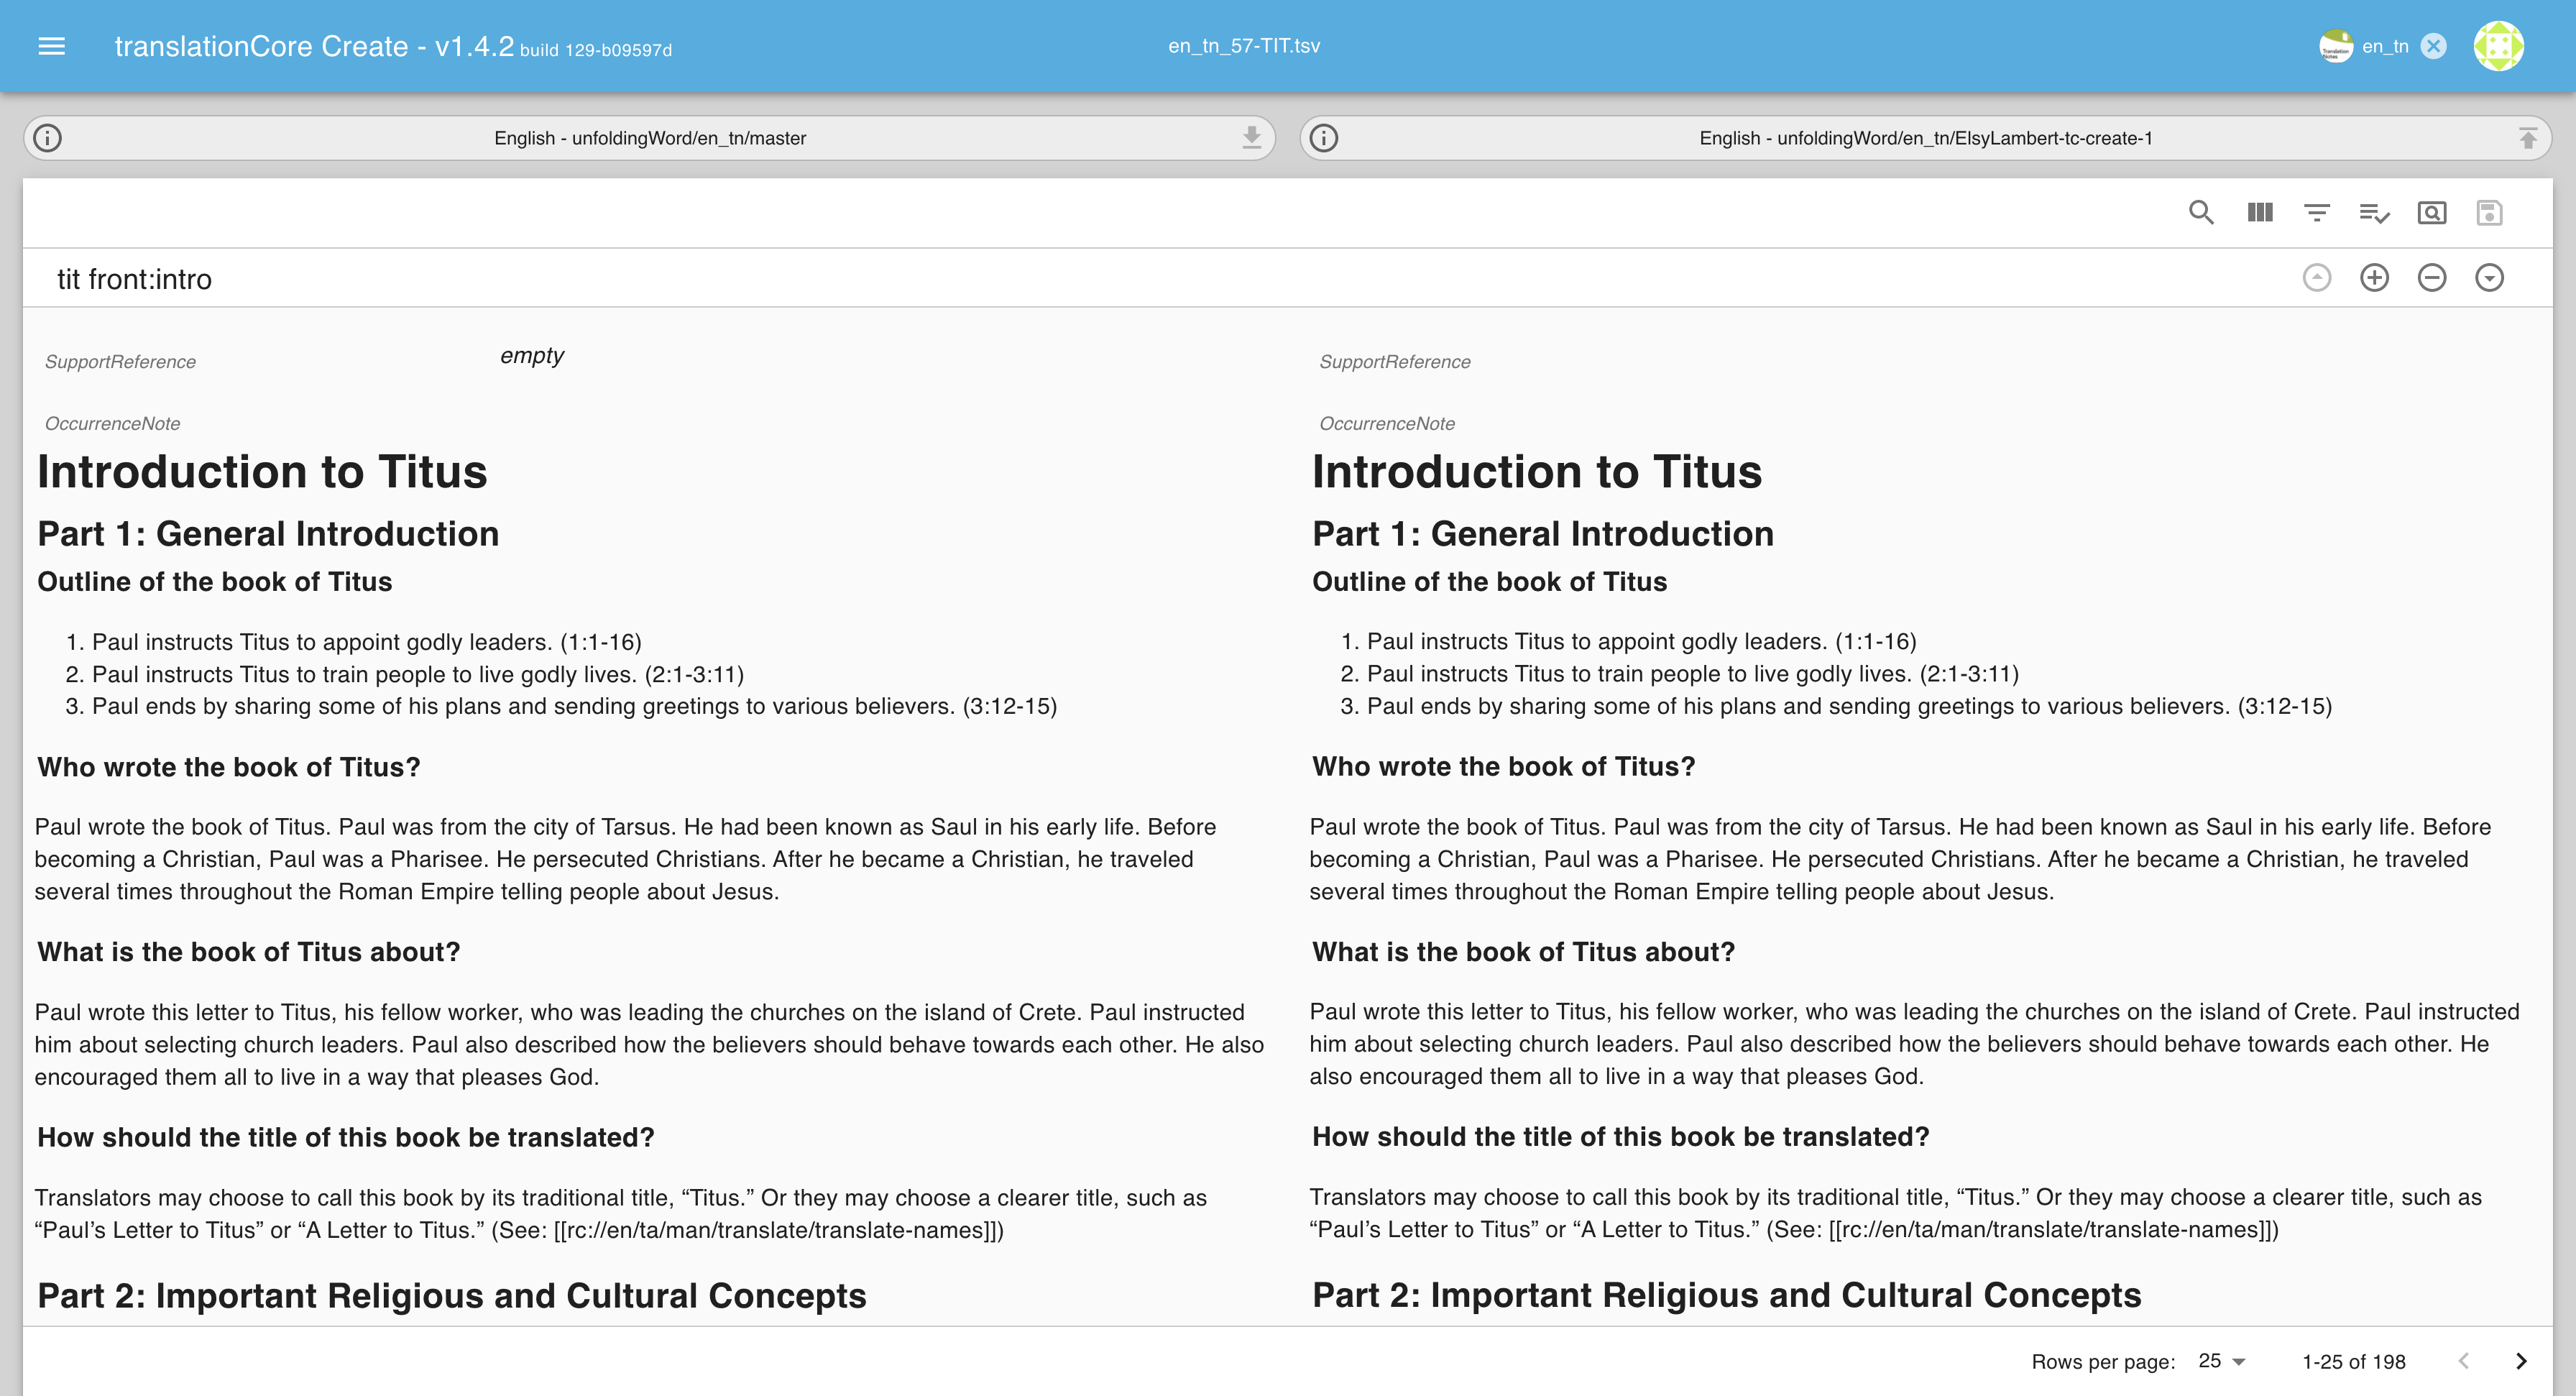 translationCore Create - v1.4.2 build 129-b09597d
en_tn_57-TIT.tsv
Translation Notes
en_tn
English - unfoldingWord/en_tn/master
English - unfoldingWord/en_tn/ElsyLambert-tc-create-1
tit front:intro
SupportReference
empty
OccurrenceNote
Introduction to Titus
Part 1: General Introduction
Outline of the book of Titus
1. Paul instructs Titus to appoint godly leaders. (1:1-16)
2. Paul instructs Titus to train people to live godly lives. (2:1-3:11)
3. Paul ends by sharing some of his plans and sending greetings to various believers. (3:12-15)
Who wrote the book of Titus?
Paul wrote the book of Titus. Paul was from the city of Tarsus. He had been known as Saul in his early life. Before
becoming a Christian, Paul was a Pharisee. He persecuted Christians. After he became a Christian, he traveled
several times throughout the Roman Empire telling people about Jesus.
What is the book of Titus about?
Paul wrote this letter to Titus, his fellow worker, who was leading the churches on the island of Crete. Paul instructed
him about selecting church leaders. Paul also described how the believers should behave towards each other. He also
encouraged them all to live in a way that pleases God.
How should the title of this book be translated?
Translators may choose to call this book by its traditional title, “Titus.” Or they may choose a clearer title, such as
“Paul’s Letter to Titus” or “A Letter to Titus.” (See: [[rc://en/ta/man/translate/translate-names]])
Part 2: Important Religious and Cultural Concepts
SupportReference
OccurrenceNote
Introduction to Titus
Part 1: General Introduction
Outline of the book of Titus
1. Paul instructs Titus to appoint godly leaders. (1:1-16)
2. Paul instructs Titus to train people to live godly lives. (2:1-3:11)
3. Paul ends by sharing some of his plans and sending greetings to various believers. (3:12-15)
Who wrote the book of Titus?
Paul wrote the book of Titus. Paul was from the city of Tarsus. He had been known as Saul in his early life. Before
becoming a Christian, Paul was a Pharisee. He persecuted Christians. After he became a Christian, he traveled
several times throughout the Roman Empire telling people about Jesus.
What is the book of Titus about?
Paul wrote this letter to Titus, his fellow worker, who was leading the churches on the island of Crete. Paul instructed
him about selecting church leaders. Paul also described how the believers should behave towards each other. He
also encouraged them all to live in a way that pleases God.
How should the title of this book be translated?
Translators may choose to call this book by its traditional title, “Titus.” Or they may choose a clearer title, such as
“Paul’s Letter to Titus” or “A Letter to Titus.” (See: [[rc://en/ta/man/translate/translate-names]])
Part 2: Important Religious and Cultural Concepts
Rows per page: 25 1-25 of 198